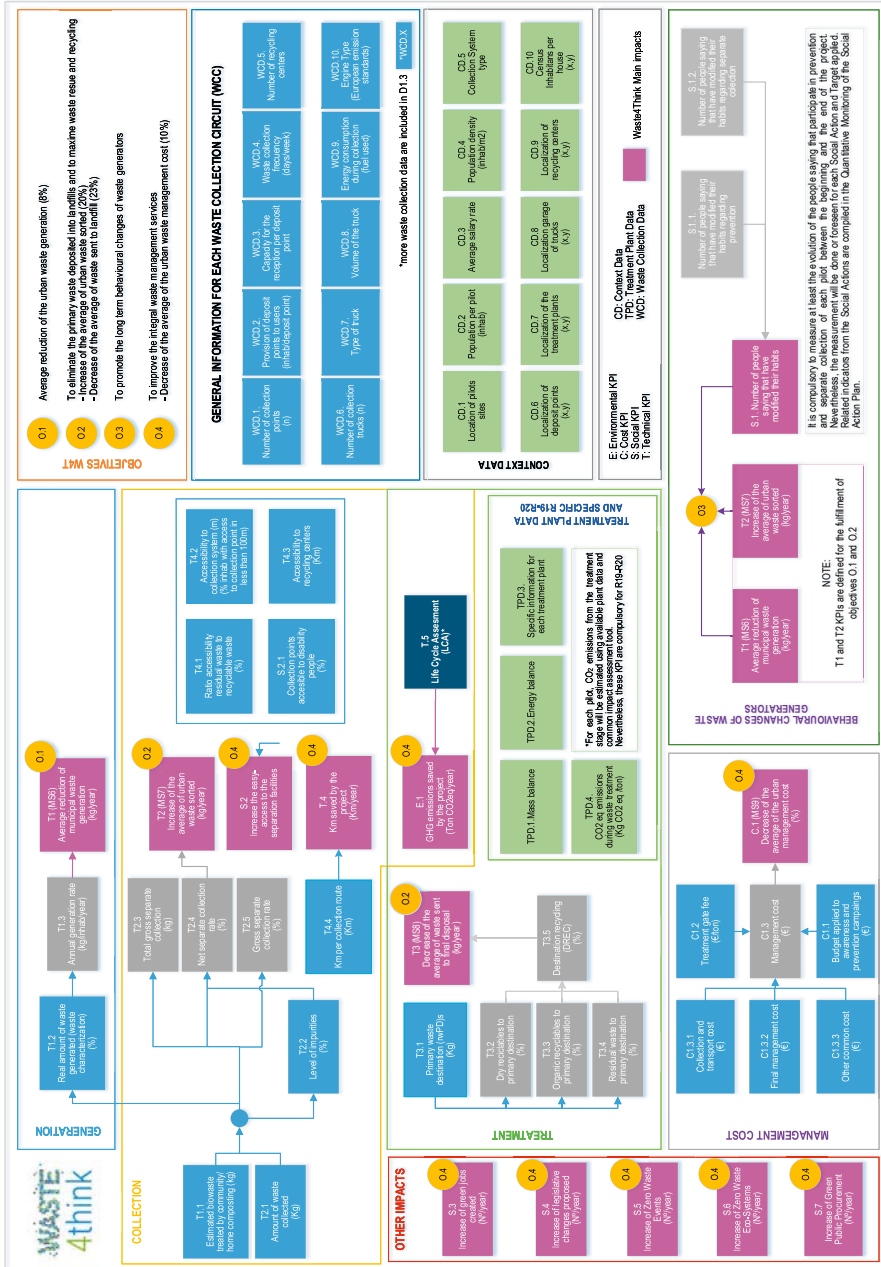 WASTE
4think
GENERATION
T1.2
Real amount of waste
generated (waste
characterization)
(%)
T1.3
Annual generation rate
(kg/inhab/year)
T1 (MS6)
Average reduction of
municipal waste
generation
(kg/year)
O.1
COLLECTION
T1.1
Estimated biowaste
treated by community/
home composting (kg)
T2.1
Amount of waste
collected
(Kg)
T2.2
Level of impurities
(%)
T2.3
Total gross separate
collection
(kg)
T2.4
Net separate collection
rate
(%)
T2.5
Gross separate
collection rate
(%)
T4.4
Km per collection route
(Km)
T2 (MS7)
Increase of the
average of urban
waste sorted
(kg/year)
O.2
S.2
Increase the easy-
access to the
separation facilities
O.4
T.4
Km saved by the
project
(Km/year)
O.4
T4.1
Ratio accessibility
residual waste to
recyclable waste
(%)
T4.2
Accessibility to
collection system (m)
(% inhab with access
to collection point in
less than 100m)
S.2.1
Collection points
accesible to disability
people
(%)
T4.3
Accessibility to
recycling centers
(Km)
E.1
GHG emissions saved
by the project
(Ton CO2eq/year)
O.4
T.5
Life Cycle Assesment
(LCA)*
TREATMENT
T3.1
Primary waste
destination (rwPD)s
(Kg)
T3.2
Dry reciclables to
primary destination
(%)
T3.3
Organic recyclables to
primary destination
(%)
T3.4
Residual waste to
primary destination
(%)
T3.5
Destination recycling
(DREC)
(%)
T3 (MS8)
Decrease of the
average of waste sent
to final disposal
(kg/year)
O.2
TREATMENT PLANT DATA
AND SPECIFIC R19-R20
TPD.1.Mass balance
TPD.2.Energy balance
TPD.3.
Specific information for
each treatment plant
TPD.4.
CO2 eq emissions
during waste treatment
(Kg CO2 eq /ton)
*For each pilot, CO2 emissions from the treatment
stage will be estimated using available plant data and
common impact assessment tool.
Nevertheless, these KPI are compulsory for R19-R20
OTHER IMPACTS
S.3
Increase of green jobs
created
(Nº/year)
O.4
S.4
Increase of legislative
changes proposed
(Nº/year)
O.4
S.5
Increase of Zero Waste
Events
(Nº/year)
O.4
S.6
Increase of Zero Waste
Eco-Systems
(Nº/year)
O.4
S.7
Increase of Green
Public Procurement
(Nº/year)
O.4
MANAGEMENT COST
C1.3.1
Collection and
transport cost
(€)
C1.3.2
Final management cost
(€)
C1.3.3
Other common cost
(€)
C1.2
Treatment gate fee
(€/ton)
C1.3
Management cost
(€)
C1.1
Budget applied to
awareness and
prevention campaings
(€)
C.1 (MS9)
Decrease of the
average of the urban
management cost
(%)
O.4
OBJECTIVES W4T
O.1
Average reduction of the urban waste generation (8%)
O.2
To eliminate the primary waste deposited into landfills and to maxime waste resue and recycling
- Increase of the average of urban waste sorted (20%)
- Decrease of the average of waste sent to landfill (23%)
O.3
To promote the long term behavioural changes of waste generators
O.4
To improve the integral waste management services
- Decrease of the average of the urban waste management cost (10%)
GENERAL INFORMATION FOR EACH WASTE COLLECTION CIRCUIT (WCC)
WCD.1.
Number of collection
points
(n)
WCD.2.
Provision of deposit
points to users
(inhab/deposit point)
WCD.3.
Capacity for the
reception per deposit
point
WCD.4.
Waste collection
frecuency
(days/week)
WCD.5.
Number of recycling
centers
WCD.6.
Number of collection
trucks (n)
WCD.7.
Type of truck
WCD.8.
Volume of the truck
WCD.9.
Energy consumption
during collection
(fuel used)
WCD.10.
Engine Type
(European emission
standards)
*more waste collection data are included in D1.3
*WCD.X
CONTEXT DATA
CD.1
Location of pilots
sites
CD.2
Population per pilot
(inhab)
CD.3
Average salary rate
CD.4
Population density
(inhab/m2)
CD.5
Collection System
type
CD.6
Localization of
deposit points
(x,y)
CD.7
Localization of the
treatment plants
(x,y)
CD.8
Localization garage
of trucks
(x,y)
CD.9
Localization of
recycling centers
(x,y)
CD.10
Census
Inhabitans per
house
(x,y)
E: Environmental KPI
C: Cost KPI
S: Social KPI
T: Technical KPI
CD: Context Data
TPD: Treatment Plant Data
WCD: Waste Collection Data
Waste4Think Main impacts
BEHAVIOURAL CHANGES OF WASTE
GENERATORS
T1 (MS6)
Average reduction of
municipal waste
generation
(kg/year)
T2 (MS7)
Increase of the
average of urban
waste sorted
(kg/year)
O3
S.1. Number of people
saying that have
modified their habits
S.1.1.
Number of people saying
that have modified their
habits regarding
prevention
S.1.2.
Number of people saying
that have modified their
habits regarding separate
collection
NOTE:
T1 and T2 KPIs are defined for the fulfillment of
objectives O.1 and O.2
It is compulsory to measure at least the evolution of the people saying that participate in prevention
and separate collection of each pilot between the beginning and the end of the project.
Nevertheless, the measurement will be done or foreseen for each Social Action and Target applied.
Related indicators from the Social Actions are compiled in the Quantitative Monitoring of the Social
Action Plan.